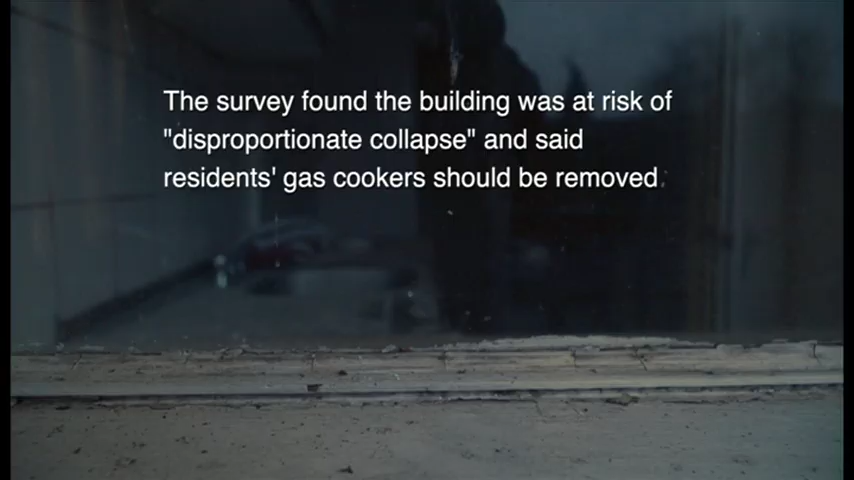 The survey found the building was at risk of
"disproportionate collapse" and said
residents' gas cookers should be removed.